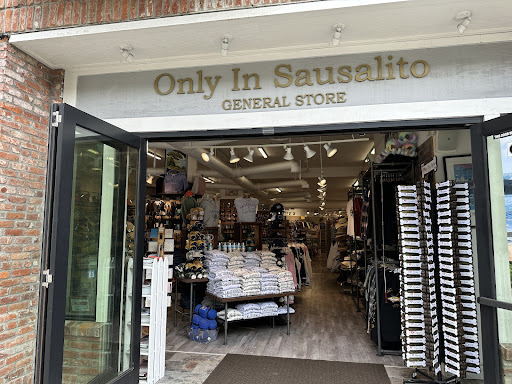 Only In Sausalito
GENERAL STORE